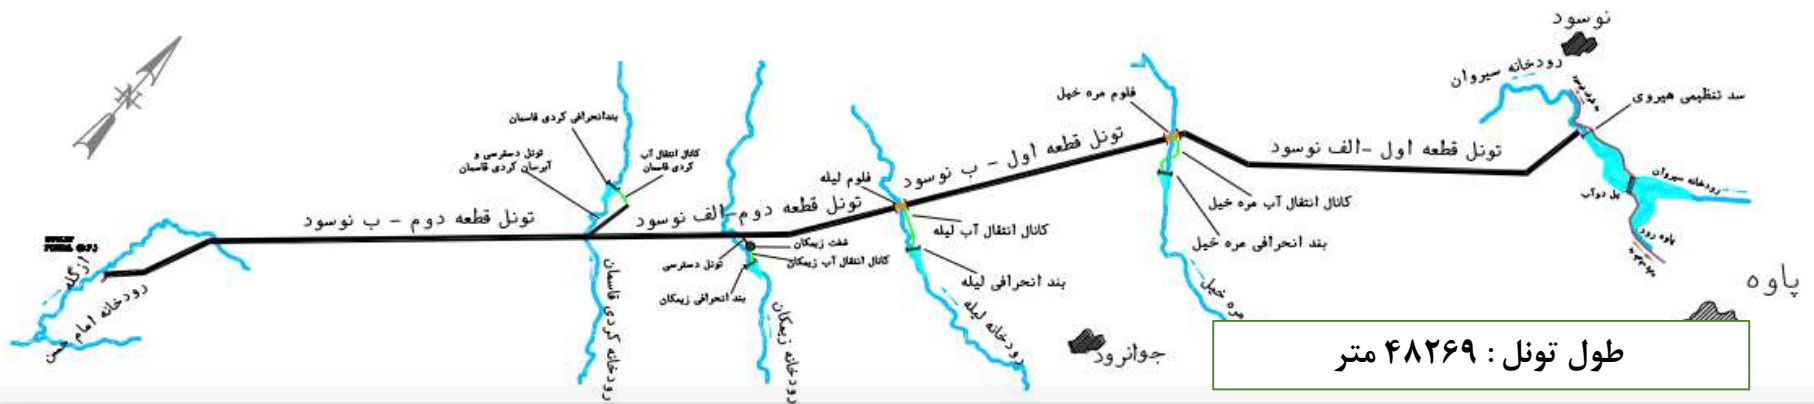 نوسود
رودخانه سیروان
سد تنظیمی هیروی
تونل قطعه اول -الف نوسود
رودخانه سیروان
پل دوآب
پاوه رود
پاوه
فلوم مره خیل
تونل قطعه اول - ب نوسود
کانال انتقال آب مره خیل
بند انحرافی مره خیل
مره خیل
فلوم لیله
کانال انتقال آب لیله
بند انحرافی لیله
رودخانه لیله
جوانرود
تونل قطعه دوم-الف نوسود
شفت زیمکان
کانال انتقال آب زیمکان
تونل دسترسی
بند انحرافی زیمکان
رودخانه زیمکان
بندانحرافی کردی قاسمان
کانال انتقال آب
کردی قاسمان
تونل دسترسی و
آبرسان کردی قاسمان
رودخانه کردی قاسمان
تونل قطعه دوم - ب نوسود
ازگله
رودخانه امام حسن
طول تونل : ۴۸۲۶۹ متر